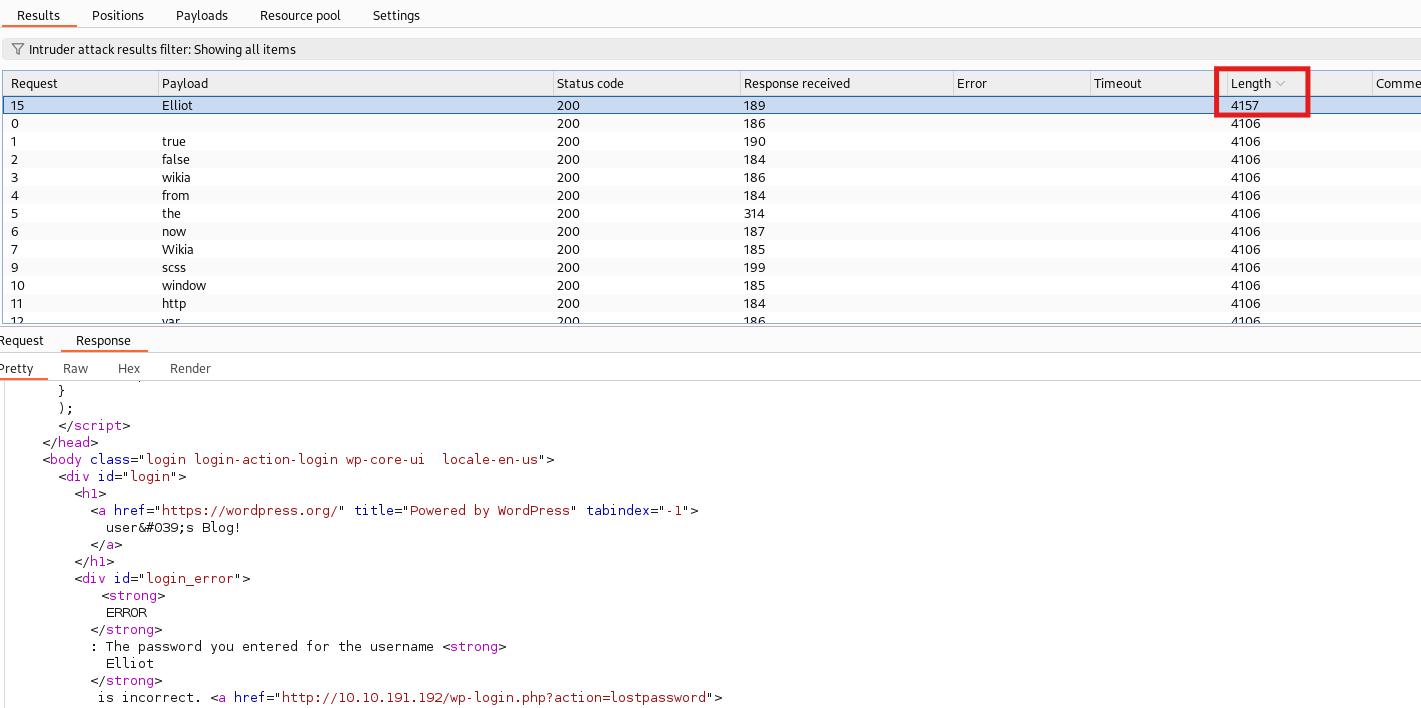 Results Positions Payloads Resource pool Settings
Intruder attack results filter: Showing all items
Request Payload Status code Response received Error Timeout Length Comme
15 Elliot 200 189 4157
0 200 186 4106
1 true 200 190 4106
2 false 200 184 4106
3 wikia 200 186 4106
4 from 200 184 4106
5 the 200 314 4106
6 now 200 187 4106
7 Wikia 200 185 4106
9 scss 200 199 4106
10 window 200 185 4106
11 http 200 184 4106
12 var 200 186 4106
Request Response
Pretty Raw Hex Render
}
);
</script>
</head>
<body class="login login-action-login wp-core-ui  locale-en-us">
<div id="login">
<h1>
<a href="https://wordpress.org/" title="Powered by WordPress" tabindex="-1">
user&#039;s Blog!
</a>
</h1>
<div id="login_error">
<strong>
ERROR
</strong>
: The password you entered for the username <strong>
Elliot
</strong>
is incorrect. <a href="http://10.10.191.192/wp-login.php?action=lostpassword">